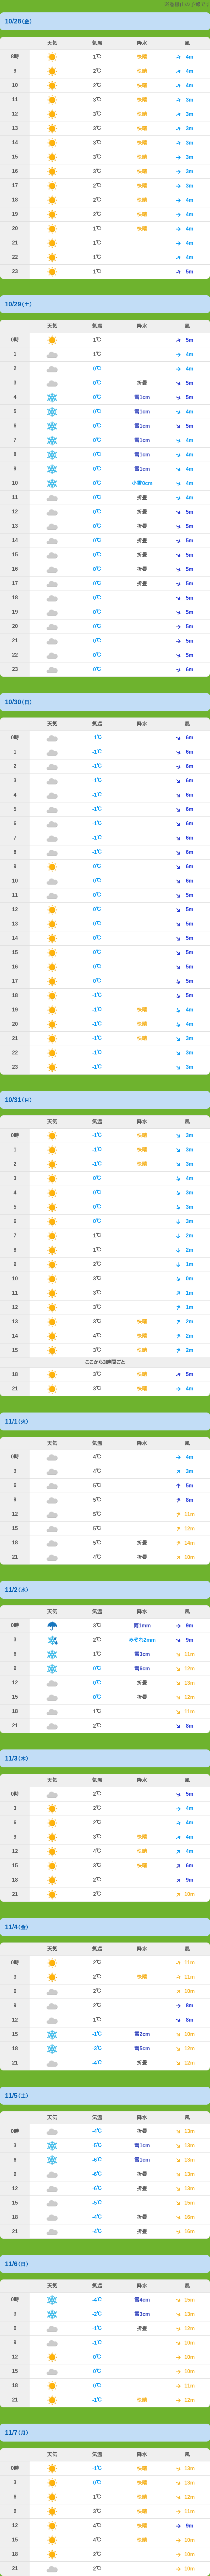 の予報です
10/28(金)
天気 気温 降水 風
8時 1℃ 快晴 4m
9 2℃ 快晴 4m
10 2℃ 快晴 4m
11 3℃ 快晴 3m
12 3℃ 快晴 3m
13 3℃ 快晴 3m
14 3℃ 快晴 3m
15 3℃ 快晴 3m
16 3℃ 快晴 3m
17 2℃ 快晴 3m
18 2℃ 快晴 4m
19 2℃ 快晴 4m
20 1℃ 快晴 4m
21 1℃ 4m
22 1℃ 4m
23 1℃ 5m
10/29(土)
天気 気温 降水 風
0時 1℃ 5m
1 1℃ 4m
2 0℃ 4m
3 0℃ 折畳 5m
4 0℃ 雪1cm 5m
5 0℃ 雪1cm 4m
6 0℃ 雪1cm 5m
7 0℃ 雪1cm 4m
8 0℃ 雪1cm 4m
9 0℃ 雪1cm 4m
10 0℃ 小雪0cm 4m
11 0℃ 折畳 4m
12 0℃ 折畳 5m
13 0℃ 折畳 5m
14 0℃ 折畳 5m
15 0℃ 折畳 5m
16 0℃ 折畳 5m
17 0℃ 折畳 5m
18 0℃ 5m
19 0℃ 5m
20 0℃ 5m
21 0℃ 5m
22 0℃ 5m
23 0℃ 6m
10/30(日)
天気 気温 降水 風
0時 -1℃ 6m
1 -1℃ 6m
2 -1℃ 6m
3 -1℃ 6m
4 -1℃ 6m
5 -1℃ 6m
6 -1℃ 6m
7 -1℃ 6m
8 -1℃ 6m
9 0℃ 6m
10 0℃ 6m
11 0℃ 5m
12 0℃ 5m
13 0℃ 5m
14 0℃ 5m
15 0℃ 5m
16 0℃ 5m
17 0℃ 5m
18 -1℃ 5m
19 -1℃ 快晴 4m
20 -1℃ 快晴 4m
21 -1℃ 快晴 3m
22 -1℃ 3m
23 -1℃ 3m
10/31(月)
天気 気温 降水 風
0時 -1℃ 快晴 3m
1 -1℃ 快晴 3m
2 -1℃ 快晴 3m
3 0℃ 4m
4 0℃ 3m
5 0℃ 3m
6 0℃ 3m
7 1℃ 2m
8 1℃ 2m
9 2℃ 1m
10 3℃ 0m
11 3℃ 1m
12 3℃ 1m
13 3℃ 快晴 2m
14 4℃ 快晴 2m
15 3℃ 快晴 2m
ここから3時間ごと
18 3℃ 快晴 5m
21 3℃ 快晴 4m
11/1(火)
天気 気温 降水 風
0時 4℃ 4m
3 4℃ 3m
6 5℃ 5m
9 5℃ 8m
12 5℃ 11m
15 5℃ 12m
18 5℃ 折畳 14m
21 4℃ 折畳 10m
11/2(水)
天気 気温 降水 風
0時 3℃ 雨1mm 9m
3 2℃ みぞれ2mm 9m
6 1℃ 雪3cm 11m
9 0℃ 雪6cm 12m
12 0℃ 折畳 13m
15 0℃ 折畳 12m
18 1℃ 11m
21 2℃ 8m
11/3(木)
天気 気温 降水 風
0時 2℃ 5m
3 2℃ 4m
6 2℃ 4m
9 3℃ 快晴 4m
12 4℃ 快晴 4m
15 3℃ 快晴 6m
18 2℃ 9m
21 2℃ 10m
11/4(金)
天気 気温 降水 風
0時 2℃ 11m
3 2℃ 快晴 11m
6 2℃ 10m
9 2℃ 8m
12 1℃ 8m
15 -1℃ 雪2cm 10m
18 -3℃ 雪5cm 12m
21 -4℃ 折畳 12m
11/5(土)
天気 気温 降水 風
0時 -4℃ 折畳 13m
3 -5℃ 雪1cm 13m
6 -5℃ 雪1cm 13m
9 -6℃ 折畳 13m
12 -6℃ 折畳 13m
15 -5℃ 15m
18 -4℃ 折畳 16m
21 -4℃ 折畳 16m
11/6(日)
天気 気温 降水 風
0時 -4℃ 雪4cm 15m
3 -2℃ 雪3cm 13m
6 -1℃ 折畳 12m
9 -1℃ 10m
12 0℃ 10m
15 0℃ 10m
18 0℃ 11m
21 -1℃ 快晴 12m
11/7(月)
天気 気温 降水 風
0時 -1℃ 快晴 13m
3 0℃ 快晴 13m
6 1℃ 快晴 12m
9 3℃ 快晴 11m
12 4℃ 快晴 9m
15 4℃ 快晴 10m
18 2℃ 10m
21 2℃ 10m